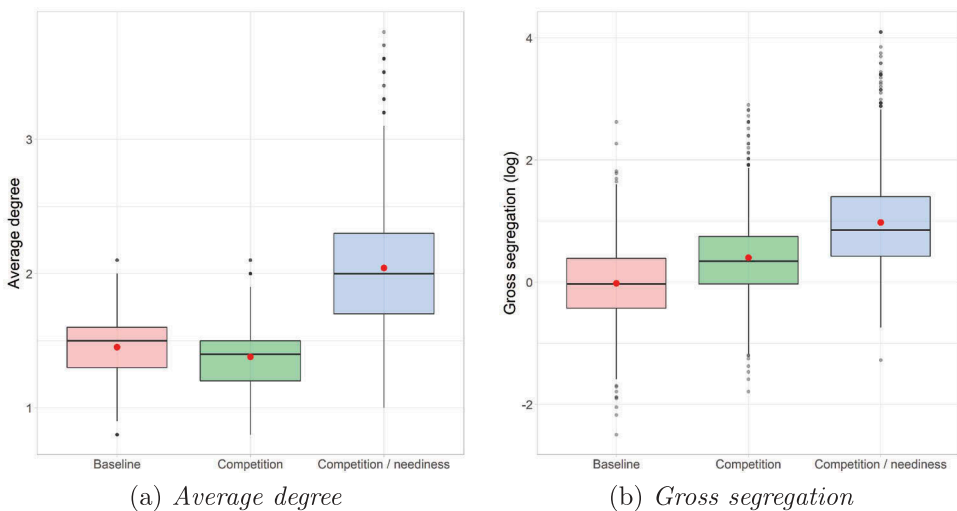 Average degree
3
2
1
Baseline
Competition
Competition / neediness
(a) Average degree
Gross segregation (log)
4
2
0
-2
Baseline
Competition
Competition / neediness
(b) Gross segregation